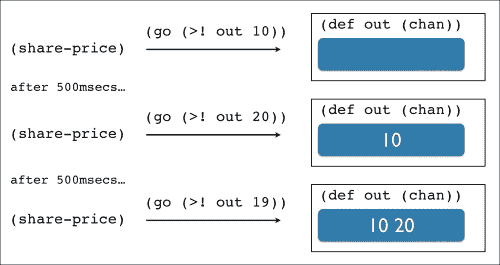 (share-price) (go (>! out 10)) (def out (chan))
after 500msecs…
(share-price) (go (>! out 20)) (def out (chan))
10
after 500msecs…
(share-price) (go (>! out 19)) (def out (chan))
10 20